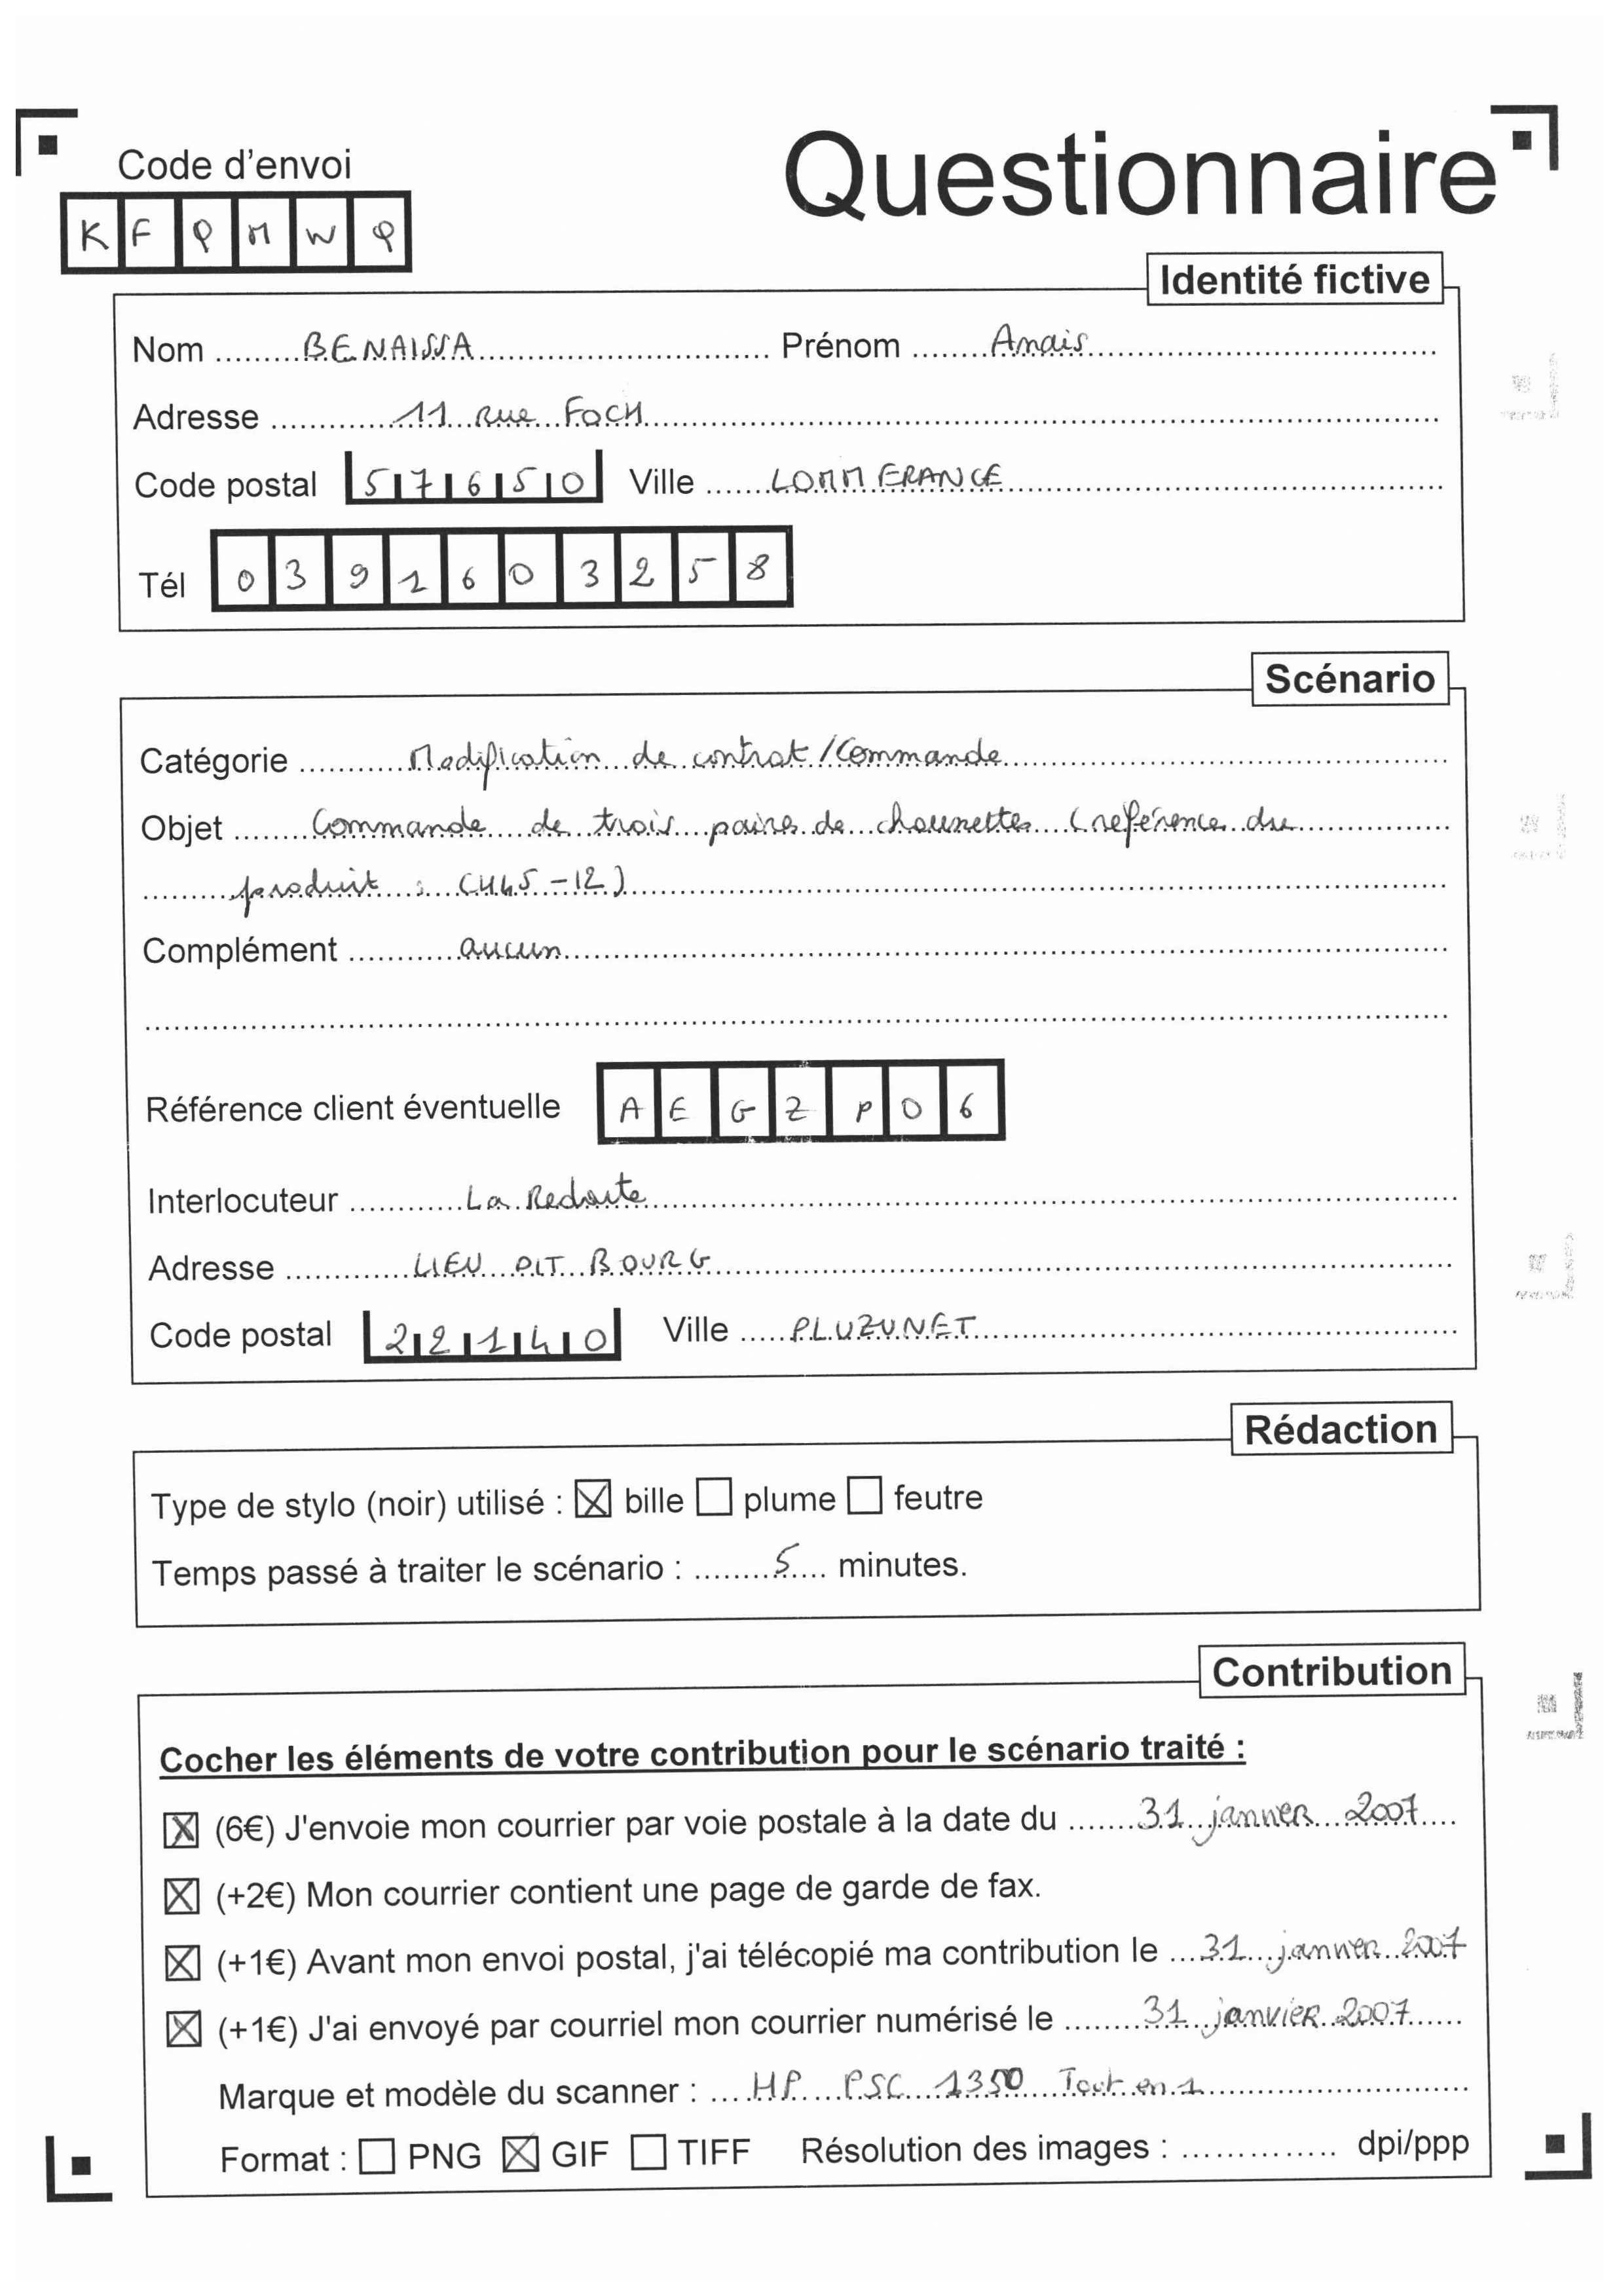 Questionnaire
Code d'envoi
K F P M W P
Identité fictive
Nom BENAISSA Prénom Anais
Adresse 11 rue FOCH
Code postal 57650 Ville LOMMERANGE
Tél 0391603258
Scénario
Catégorie Modification de contrat / Commande
Objet Commande de trois paires de chaussettes (référence du
produit : CH45-12)
Complément aucun
Référence client éventuelle AEGZP06
Interlocuteur La Redoute
Adresse LIEU DIT BOURG
Code postal 22140 Ville PLUZUNET
Rédaction
Type de stylo (noir) utilisé : ☒ bille ☐ plume ☐ feutre
Temps passé à traiter le scénario : 5 minutes.
Contribution
Cocher les éléments de votre contribution pour le scénario traité :
☒ (6€) J'envoie mon courrier par voie postale à la date du 31 janvier 2007
☒ (+2€) Mon courrier contient une page de garde de fax.
☒ (+1€) Avant mon envoi postal, j'ai télécopié ma contribution le 31 janvier 2007
☒ (+1€) J'ai envoyé par courriel mon courrier numérisé le 31 janvier 2007
Marque et modèle du scanner : HP PSC 1350 Tout en 1
Format : ☐ PNG ☒ GIF ☐ TIFF Résolution des images : dpi/ppp